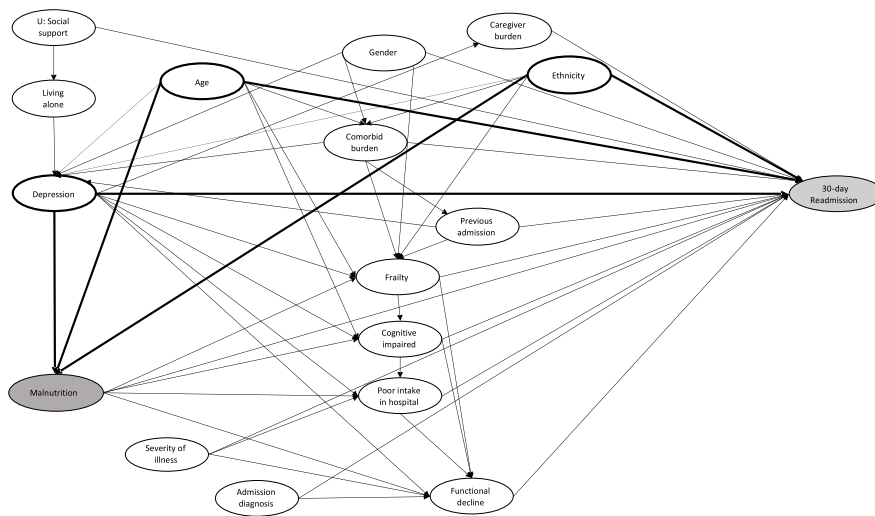 U: Social
support
Caregiver
burden
Gender
Age
Ethnicity
Living
alone
Comorbid
burden
Depression
30-day
Readmission
Previous
admission
Frailty
Cognitive
impaired
Malnutrition
Poor intake
in hospital
Severity of
illness
Admission
diagnosis
Functional
decline